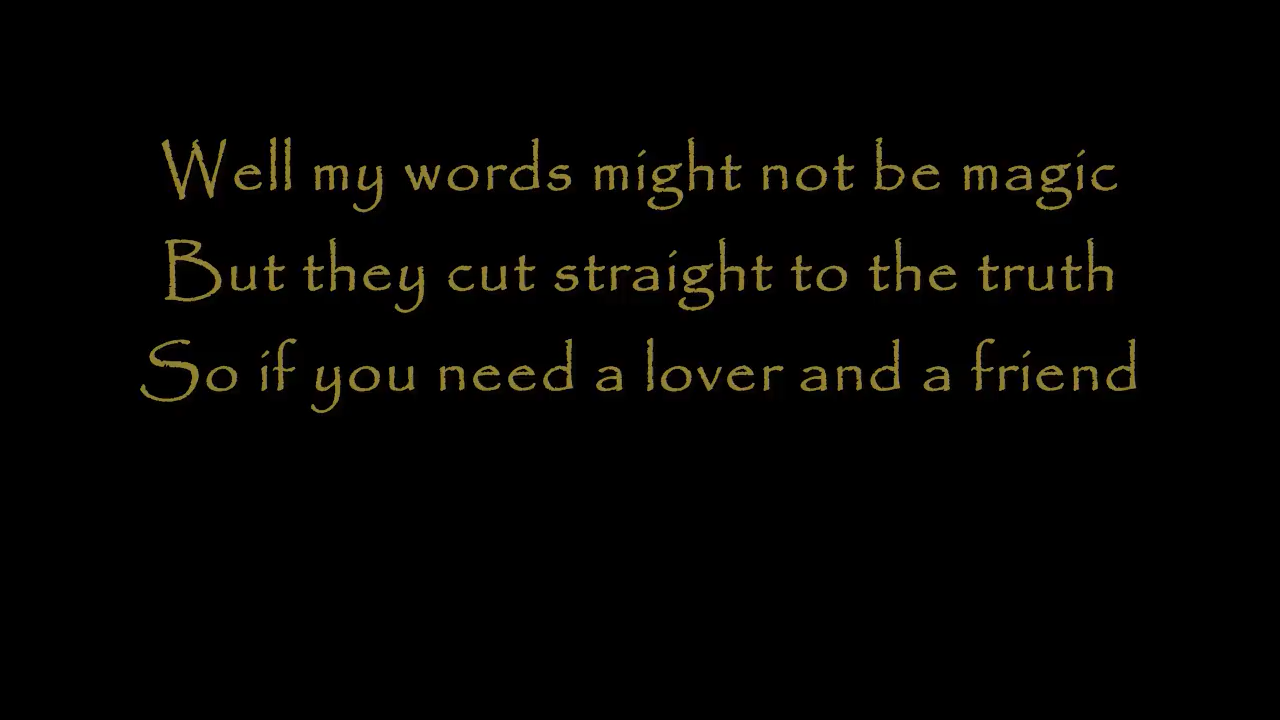 Well my words might not be magic
But they cut straight to the truth
So if you need a lover and a friend